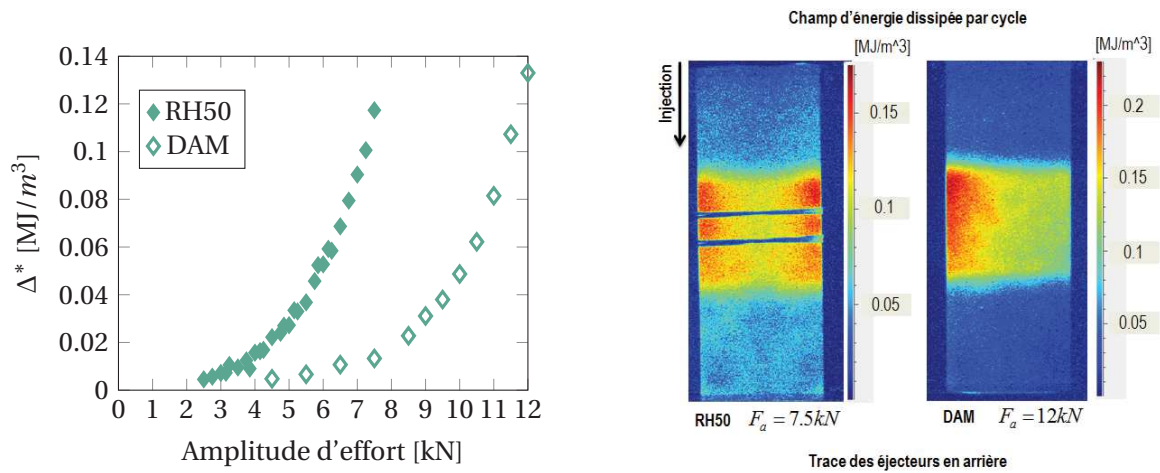 0.14
0.12
0.1
0.08
0.06
0.04
0.02
0
Δ* [MJ/m³]
RH50
DAM
0 1 2 3 4 5 6 7 8 9 10 11 12
Amplitude d'effort [kN]
Champ d'énergie dissipée par cycle
[MJ/m^3]
[MJ/m^3]
Injection
0.15
0.1
0.05
0.2
0.15
0.1
0.05
RH50 Fₐ = 7.5kN
DAM Fₐ = 12kN
Trace des éjecteurs en arrière